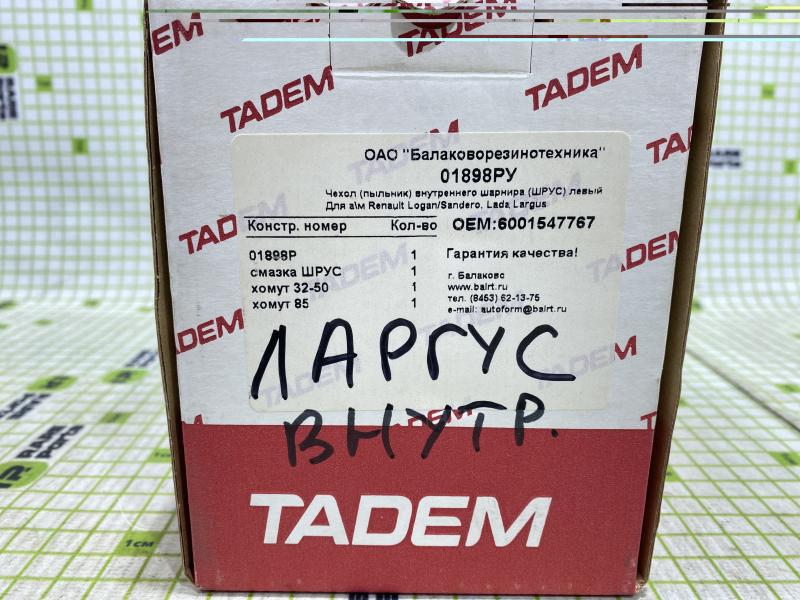 TADEM
TADEM
ОАО "Балаковорезинотехника"
01898РУ
Чехол (пыльник) внутреннего шарнира (ШРУС) левый
Для а\м Renault Logan/Sandero, Lada Largus
Констр. номер Кол-во OEM:6001547767
01898Р 1 Гарантия качества!
смазка ШРУС 1 г. Балаково
хомут 32-50 1 www.bairt.ru
хомут 85 1 тел. (8453) 62-13-75
e-mail: autoform@bairt.ru
ЛАРГУС
ВНУТР.
TADEM